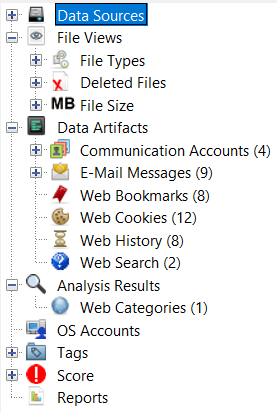 Data Sources
File Views
File Types
Deleted Files
MB File Size
Data Artifacts
Communication Accounts (4)
E-Mail Messages (9)
Web Bookmarks (8)
Web Cookies (12)
Web History (8)
Web Search (2)
Analysis Results
Web Categories (1)
OS Accounts
Tags
Score
Reports